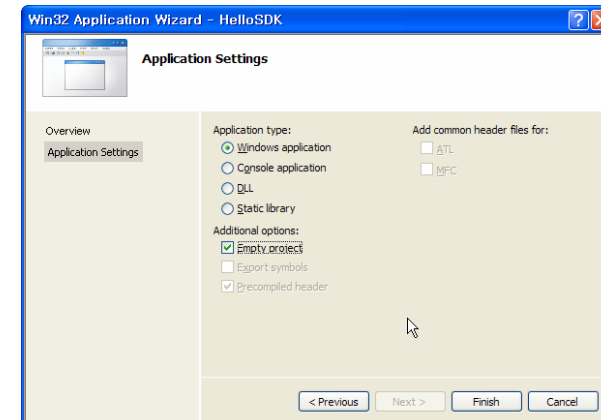 Win32 Application Wizard - HelloSDK
Application Settings
Overview
Application Settings
Application type:
Windows application
Console application
DLL
Static library
Additional options:
Empty project
Export symbols
Precompiled header
Add common header files for:
ATL
MFC
< Previous
Next >
Finish
Cancel